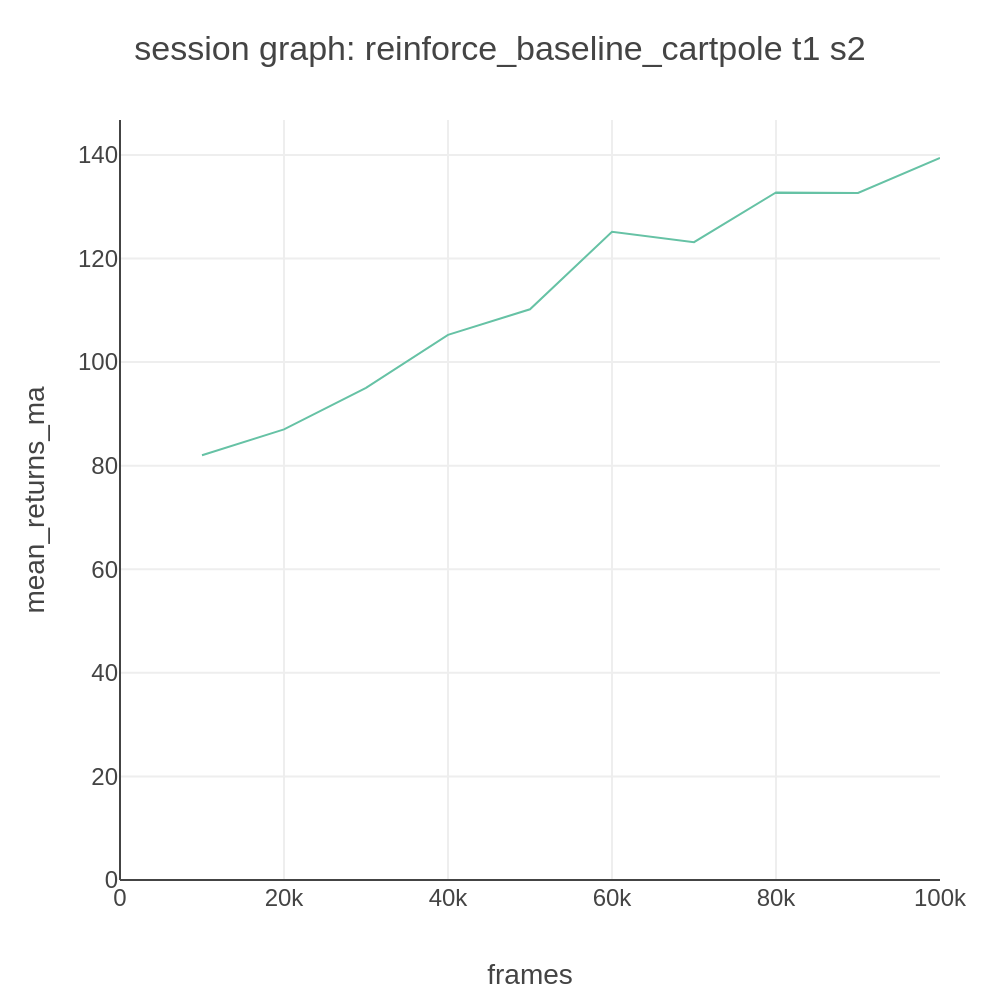 session graph: reinforce_baseline_cartpole t1 s2
mean_returns_ma
140
120
100
80
60
40
20
0
0 20k 40k 60k 80k 100k
frames